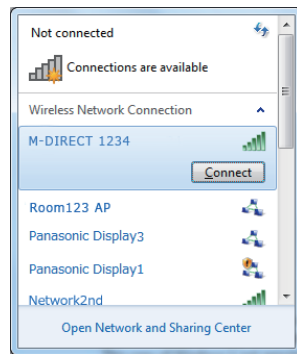 Not connected
Connections are available
Wireless Network Connection
M-DIRECT 1234
Connect
Room123 AP
Panasonic Display3
Panasonic Display1
Network2nd
Open Network and Sharing Center